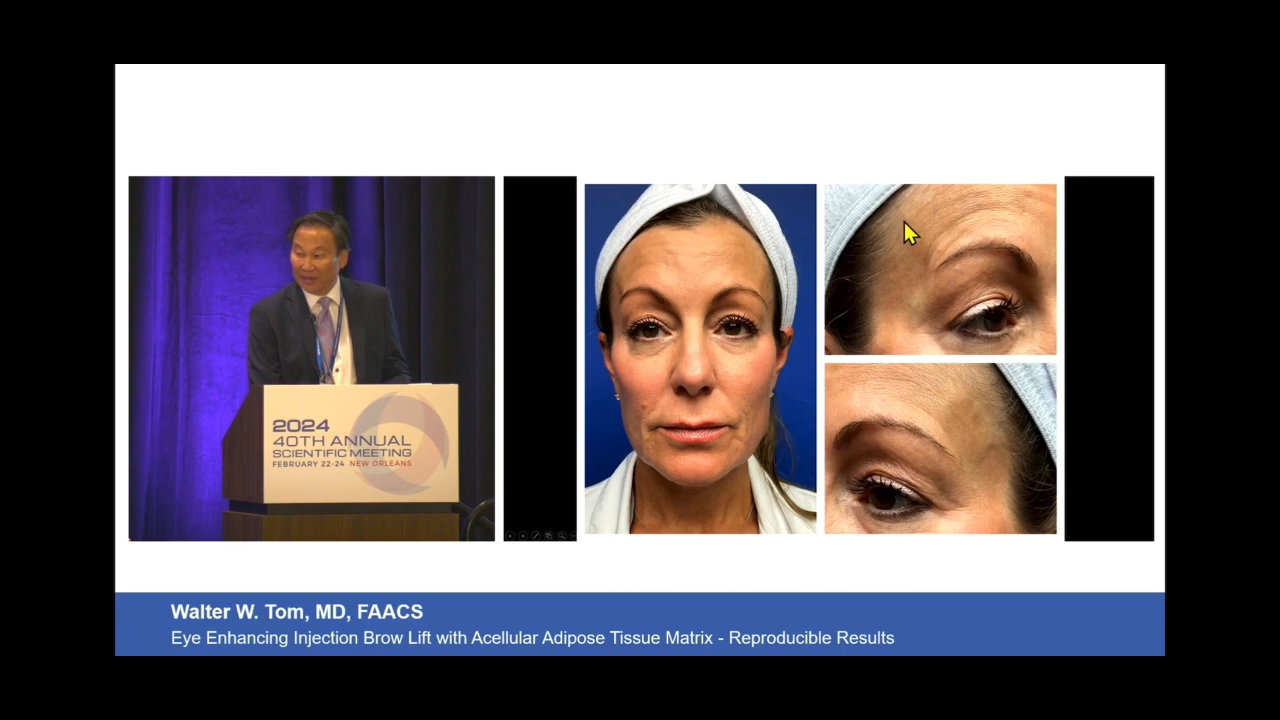 2024
40TH ANNUAL
SCIENTIFIC MEETING
FEBRUARY 22-24 NEW ORLEANS
Walter W. Tom, MD, FAACS
Eye Enhancing Injection Brow Lift with Acellular Adipose Tissue Matrix - Reproducible Results